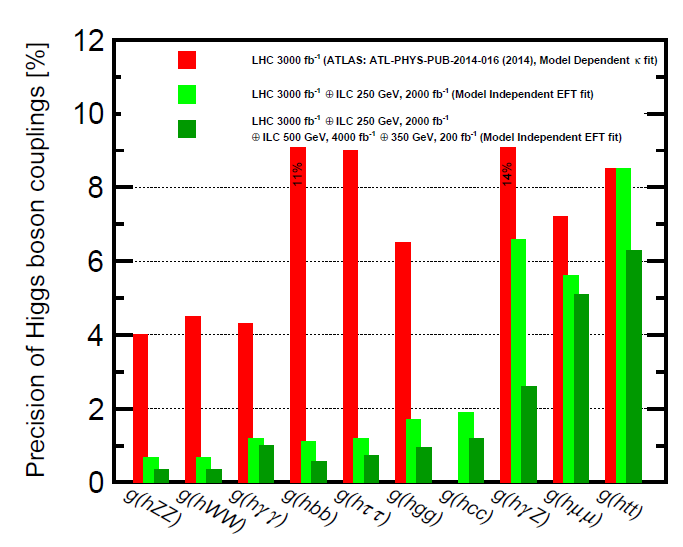 Precision of Higgs boson couplings [%]
12
10
8
6
4
2
0
LHC 3000 fb⁻¹ (ATLAS: ATL-PHYS-PUB-2014-016 (2014), Model Dependent κ fit)
LHC 3000 fb⁻¹ ⊕ ILC 250 GeV, 2000 fb⁻¹ (Model Independent EFT fit)
LHC 3000 fb⁻¹ ⊕ ILC 250 GeV, 2000 fb⁻¹
⊕ ILC 500 GeV, 4000 fb⁻¹ ⊕ 350 GeV, 200 fb⁻¹ (Model Independent EFT fit)
11%
14%
g(hZZ)
g(hWW)
g(hγγ)
g(hbb)
g(hττ)
g(hgg)
g(hcc)
g(hγZ)
g(hμμ)
g(htt)